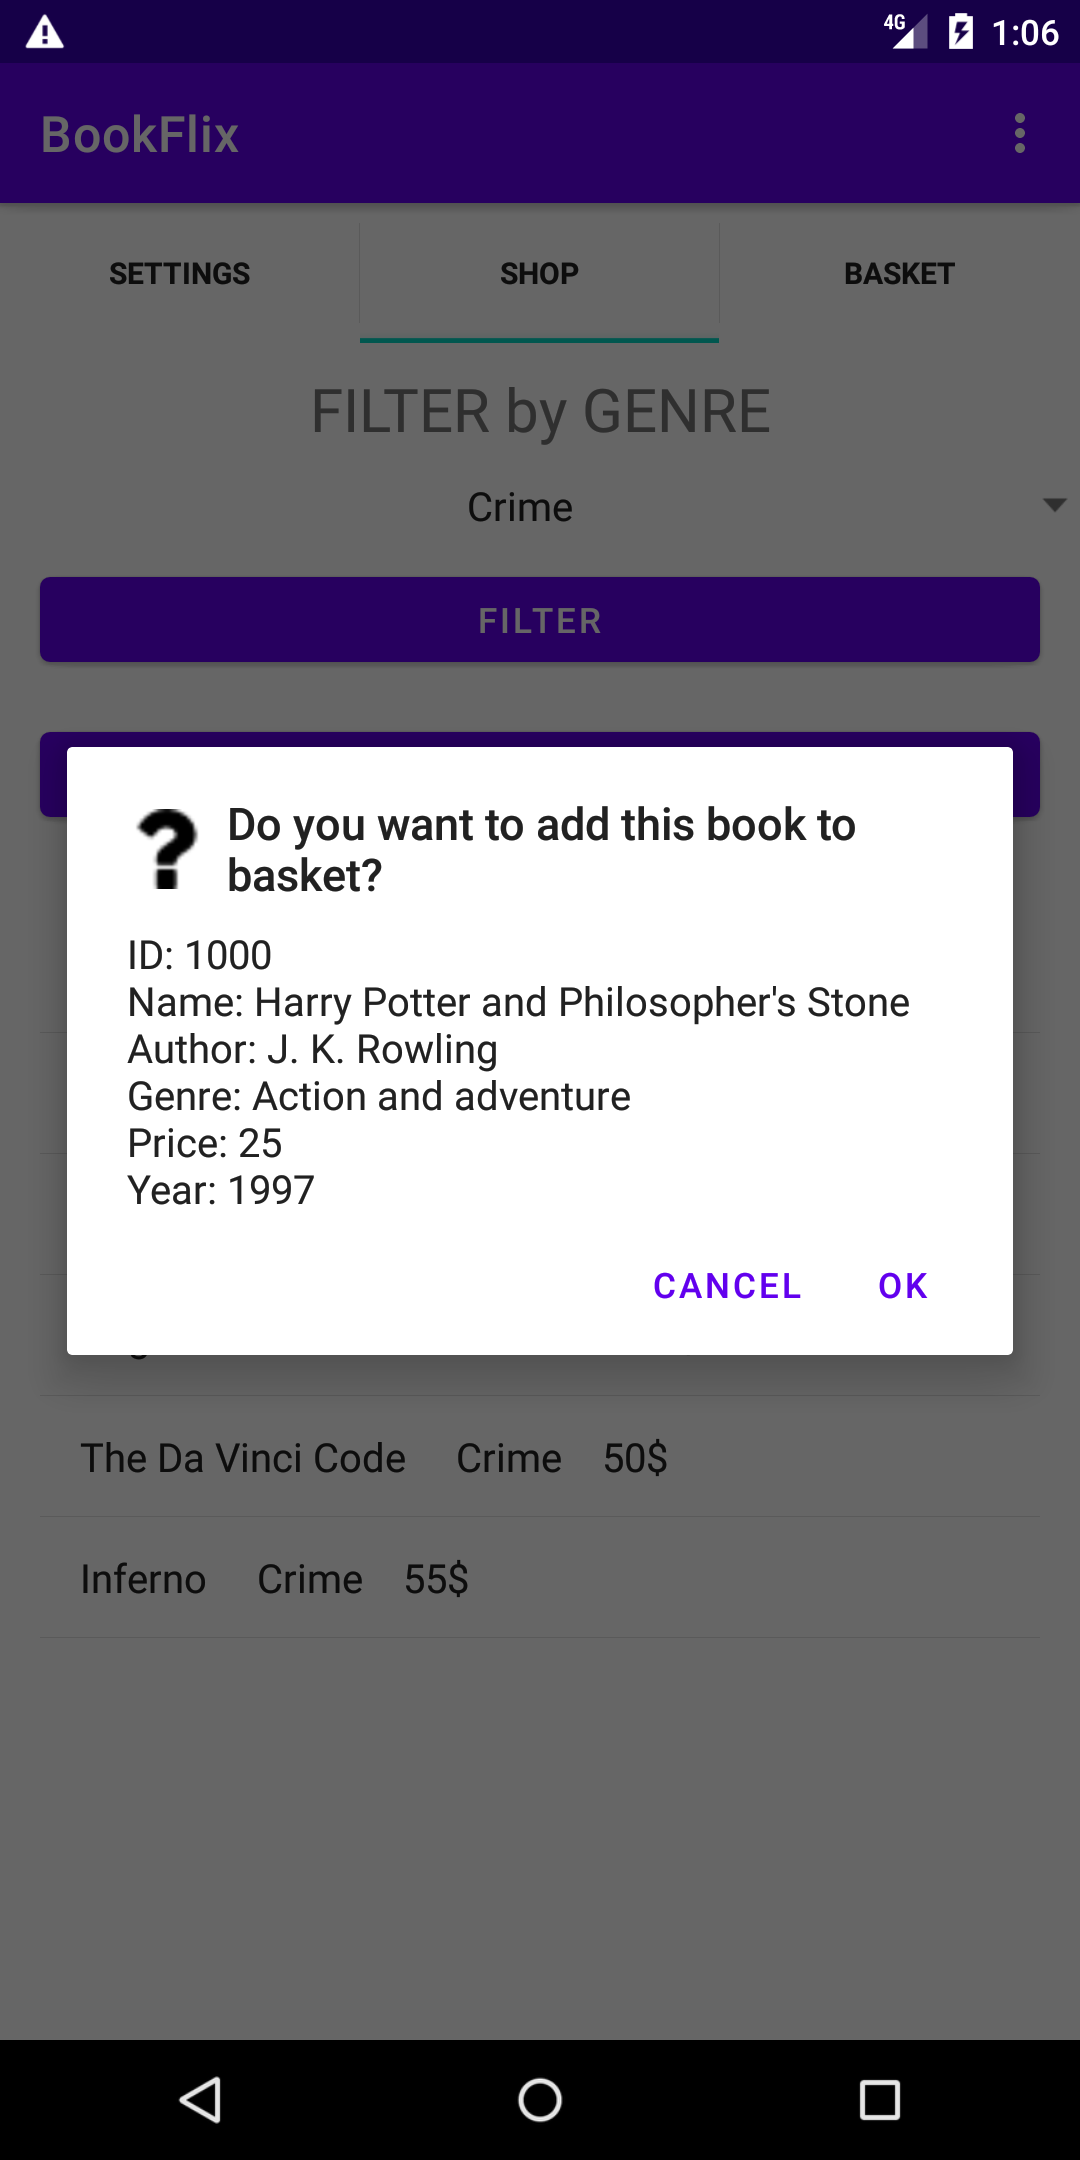 4G 1:06
BookFlix
SETTINGS SHOP BASKET
FILTER by GENRE
Crime
FILTER
Do you want to add this book to
basket?
ID: 1000
Name: Harry Potter and Philosopher's Stone
Author: J. K. Rowling
Genre: Action and adventure
Price: 25
Year: 1997
CANCEL OK
The Da Vinci Code Crime 50$
Inferno Crime 55$